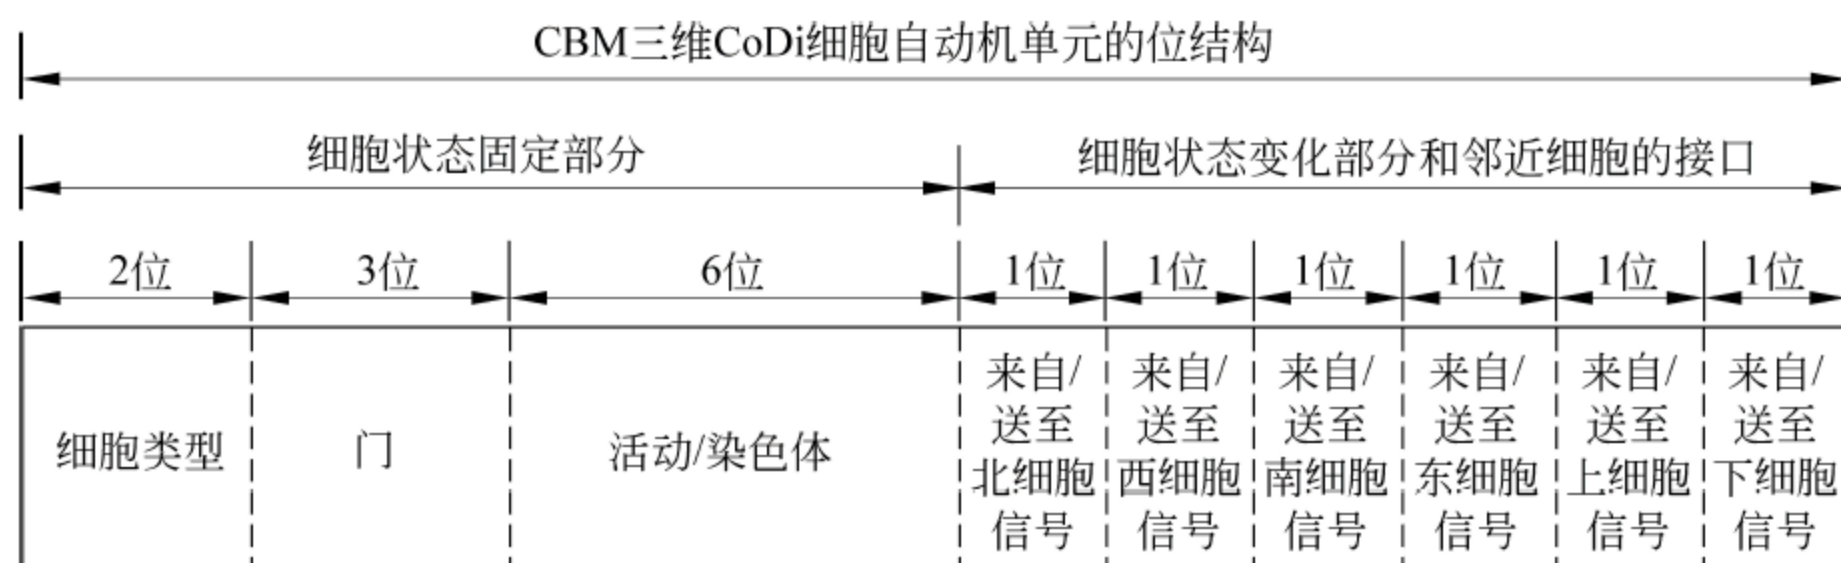 CBM三维CoDi细胞自动机单元的位结构
细胞状态固定部分
细胞状态变化部分和邻近细胞的接口
2位
3位
6位
1位
1位
1位
1位
1位
1位
细胞类型
门
活动/染色体
来自/
送至
北细胞
信号
来自/
送至
西细胞
信号
来自/
送至
南细胞
信号
来自/
送至
东细胞
信号
来自/
送至
上细胞
信号
来自/
送至
下细胞
信号